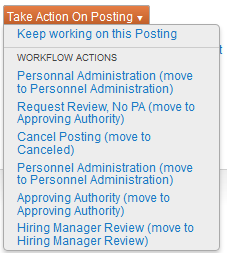 Take Action On Posting ▾
Keep working on this Posting
WORKFLOW ACTIONS
Personnal Administration (move
to Personnel Administration)
Request Review, No PA (move to
Approving Authority)
Cancel Posting (move to
Canceled)
Personnel Administration (move
to Personnel Administration)
Approving Authority (move to
Approving Authority)
Hiring Manager Review (move to
Hiring Manager Review)